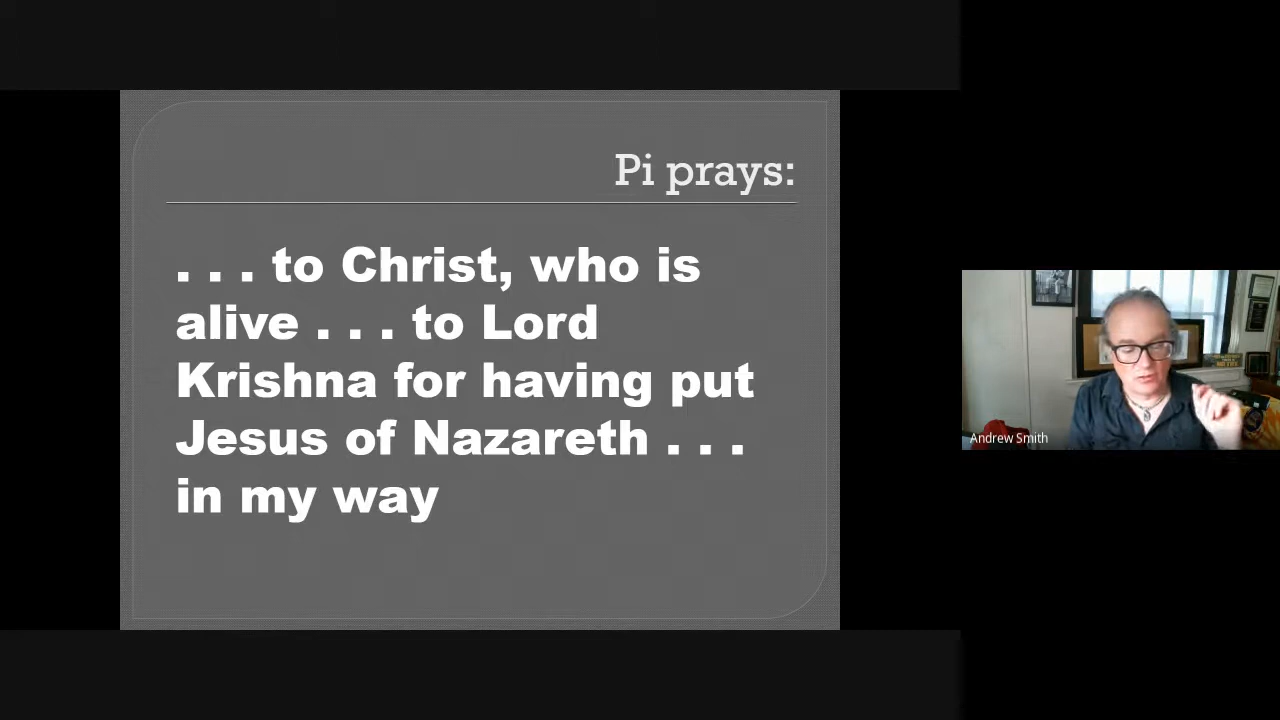 Pi prays:
. . . to Christ, who is
alive . . . to Lord
Krishna for having put
Jesus of Nazareth . . .
in my way
Andrew Smith